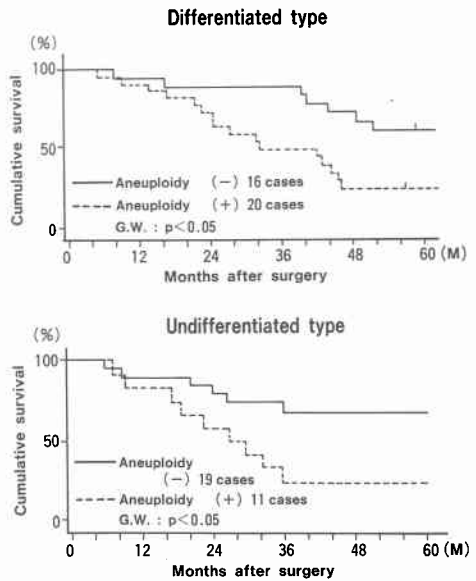 Differentiated type
(%)
100
50
0
Cumulative survival
Aneuploidy (-) 16 cases
Aneuploidy (+) 20 cases
G.W. : p<0.05
0 12 24 36 48 60 (M)
Months after surgery
Undifferentiated type
(%)
100
50
0
Cumulative survival
Aneuploidy
(-) 19 cases
Aneuploidy (+) 11 cases
G.W. : p<0.05
0 12 24 36 48 60 (M)
Months after surgery